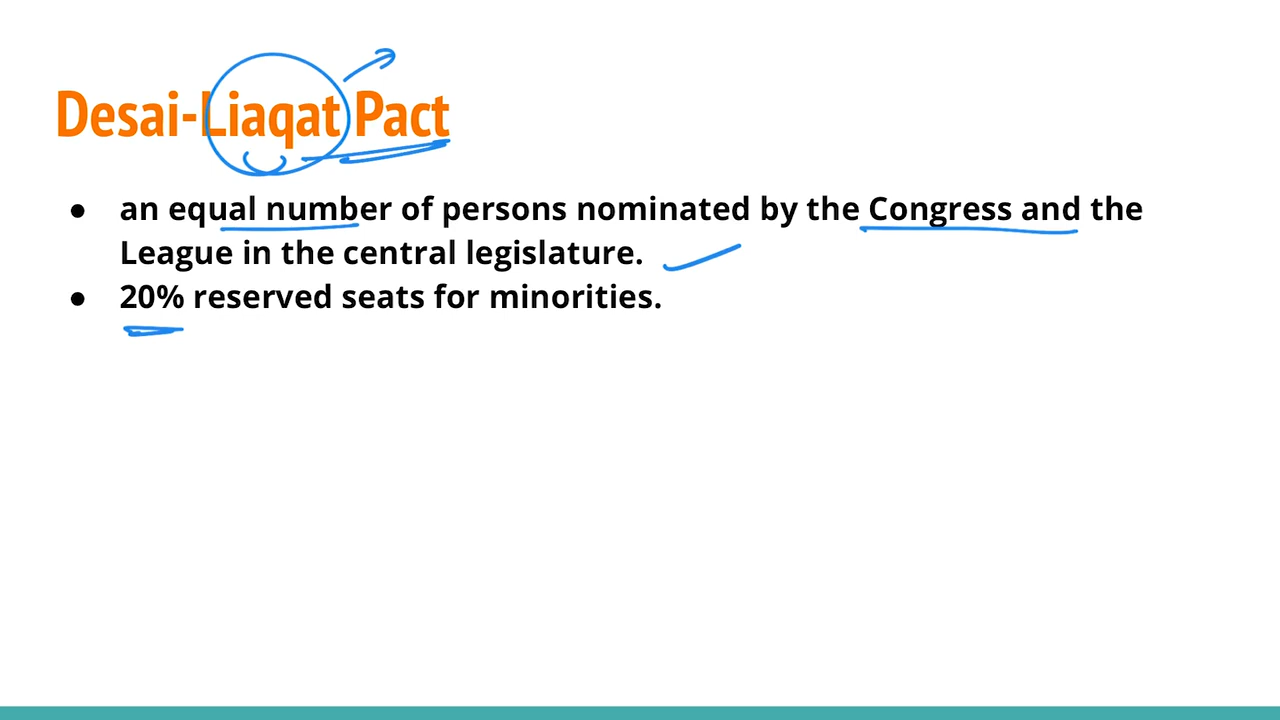 Desai-Liaqat Pact
● an equal number of persons nominated by the Congress and the
League in the central legislature.
● 20% reserved seats for minorities.